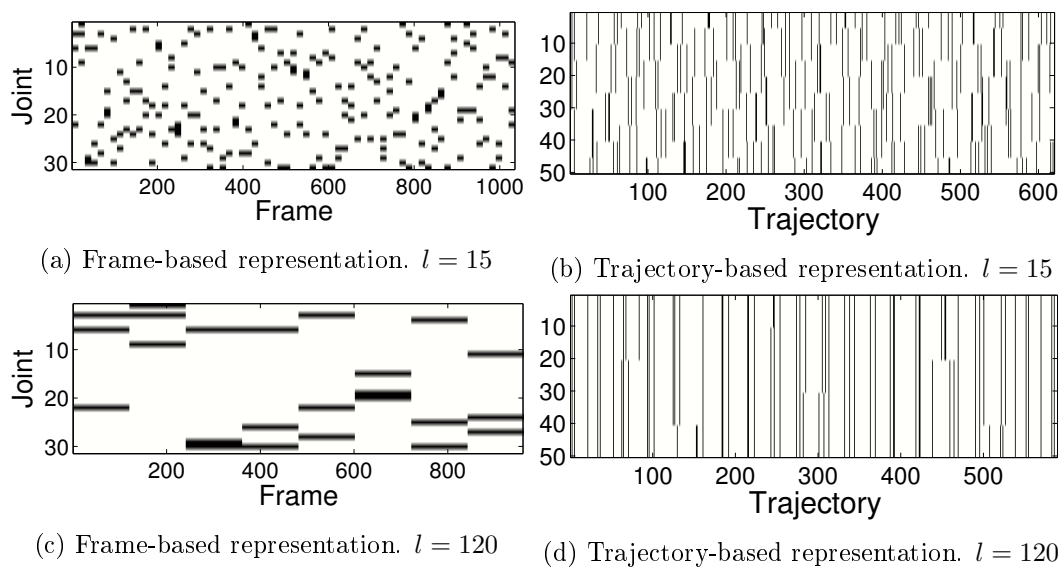 Joint
10
20
30
200 400 600 800 1000
Frame
(a) Frame-based representation. l = 15
10
20
30
40
50
100 200 300 400 500 600
Trajectory
(b) Trajectory-based representation. l = 15
Joint
10
20
30
200 400 600 800
Frame
(c) Frame-based representation. l = 120
10
20
30
40
50
100 200 300 400 500
Trajectory
(d) Trajectory-based representation. l = 120